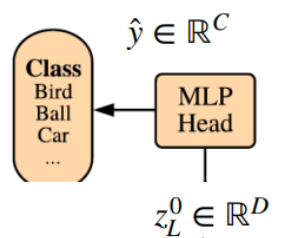 ŷ ∈ ℝ^C
Class
Bird
Ball
Car
...
MLP
Head
z_L^0 ∈ ℝ^D